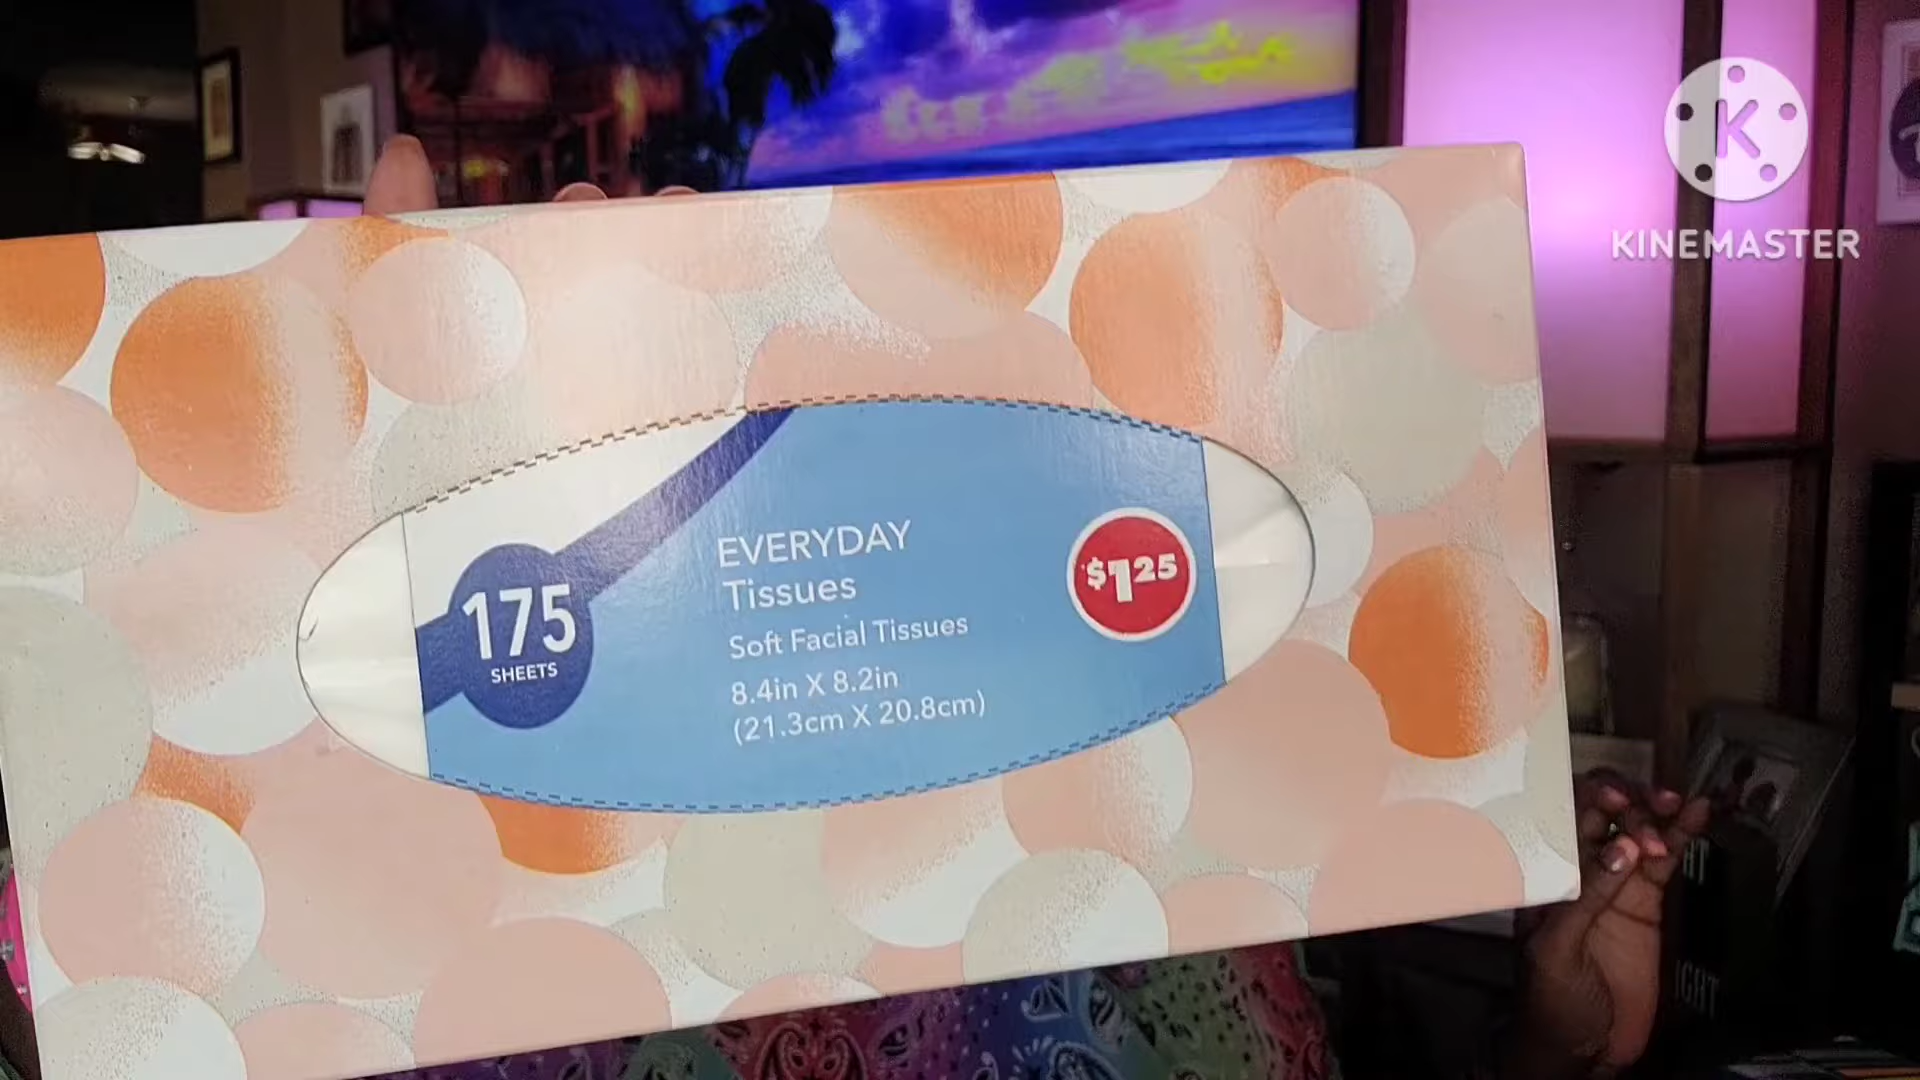 K
KINEMASTER
175
SHEETS
EVERYDAY
Tissues
Soft Facial Tissues
8.4in X 8.2in
(21.3cm X 20.8cm)
$1.25